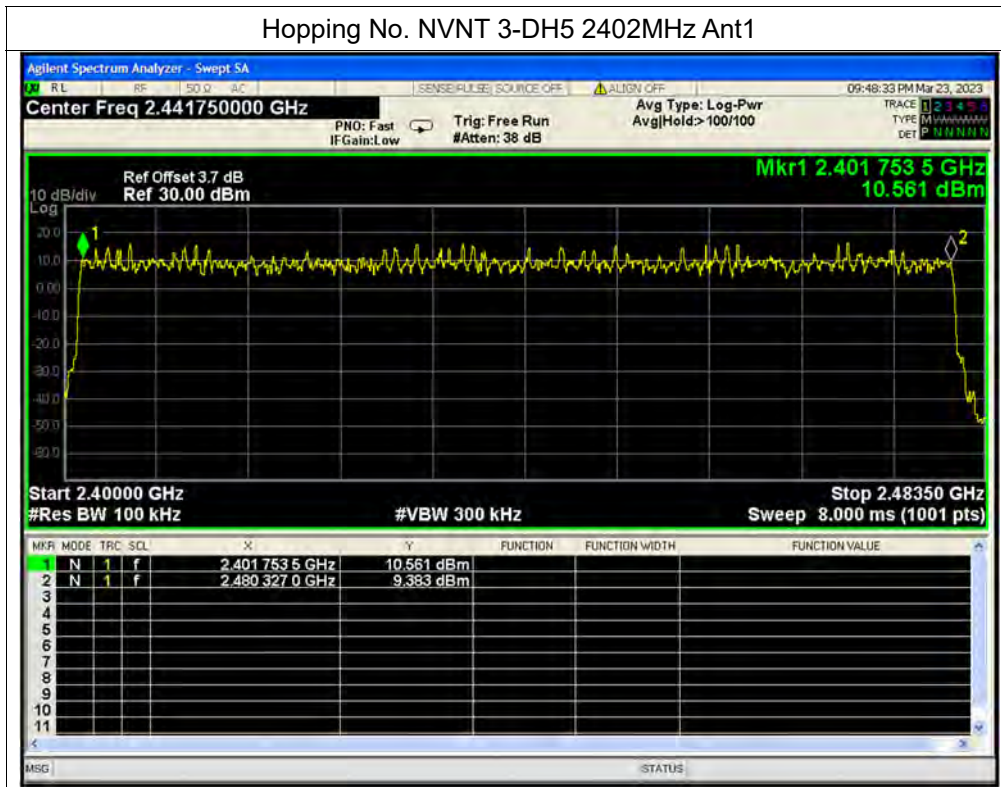 Hopping No. NVNT 3-DH5 2402MHz Ant1
Agilent Spectrum Analyzer - Swept SA
RL RF 50 Ω AC SENSE:PULSE SOURCE OFF ALIGN OFF 09:48:33 PM Mar 23, 2023
Center Freq 2.441750000 GHz
PNO: Fast
IFGain:Low
Trig: Free Run
#Atten: 38 dB
Avg Type: Log-Pwr
Avg|Hold:>100/100
TRACE 1 2 3 4 5 6
TYPE M
DET P N N N N N
Mkr1 2.401 753 5 GHz
10.561 dBm
Ref Offset 3.7 dB
10 dB/div Ref 30.00 dBm
Log
20.0
10.0
0.00
-10.0
-20.0
-30.0
-40.0
-50.0
-60.0
1
2
Start 2.40000 GHz Stop 2.48350 GHz
#Res BW 100 kHz #VBW 300 kHz Sweep 8.000 ms (1001 pts)
MKR MODE TRC SCL X Y FUNCTION FUNCTION WIDTH FUNCTION VALUE
1 N 1 f 2.401 753 5 GHz 10.561 dBm
2 N 1 f 2.480 327 0 GHz 9.383 dBm
3
4
5
6
7
8
9
10
11
MSG STATUS